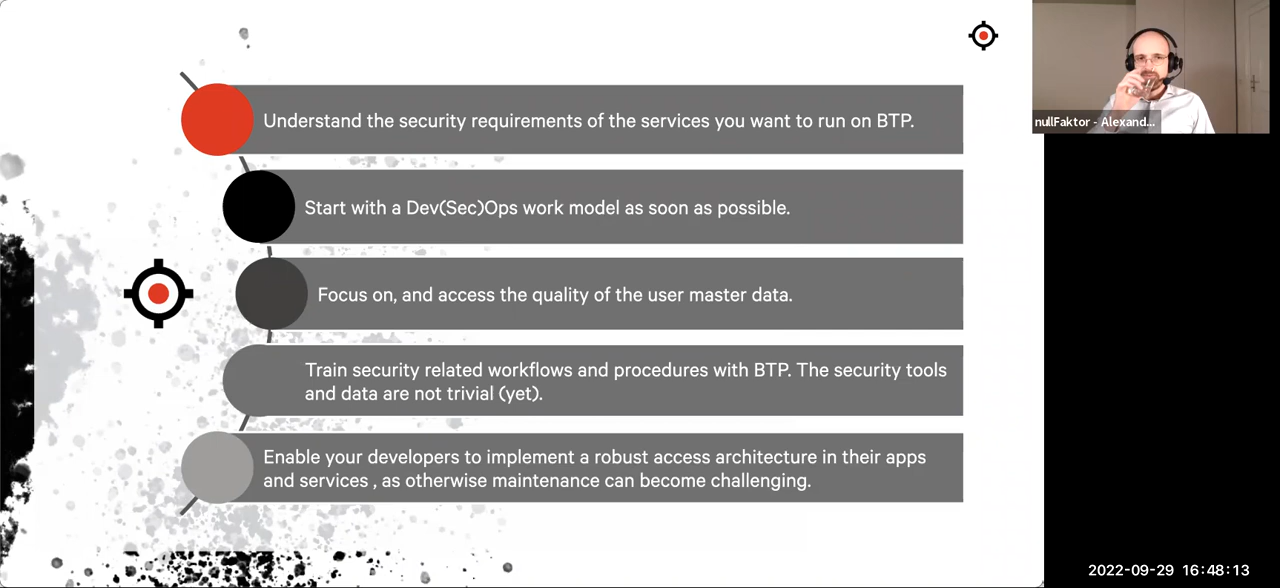 Understand the security requirements of the services you want to run on BTP.
Start with a Dev(Sec)Ops work model as soon as possible.
Focus on, and access the quality of the user master data.
Train security related workflows and procedures with BTP. The security tools
and data are not trivial (yet).
Enable your developers to implement a robust access architecture in their apps
and services , as otherwise maintenance can become challenging.
nullFaktor - Alexand...
2022-09-29 16:48:13